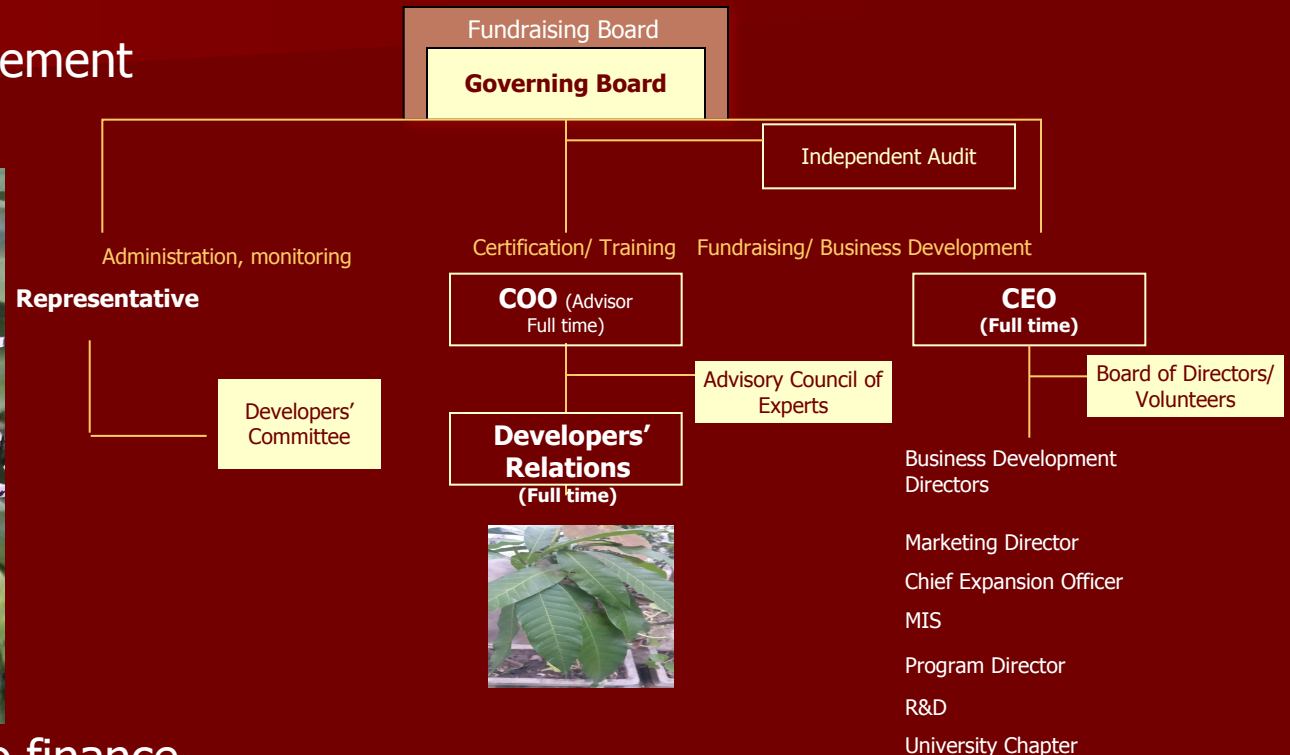 Fundraising Board
ement
Governing Board
Independent Audit
Administration, monitoring
Certification/ Training
Fundraising/ Business Development
Representative
COO (Advisor
Full time)
CEO
(Full time)
Developers’
Committee
Advisory Council of
Experts
Board of Directors/
Volunteers
Developers’
Relations
(Full time)
Business Development
Directors
Marketing Director
Chief Expansion Officer
MIS
Program Director
R&D
University Chapter
finance